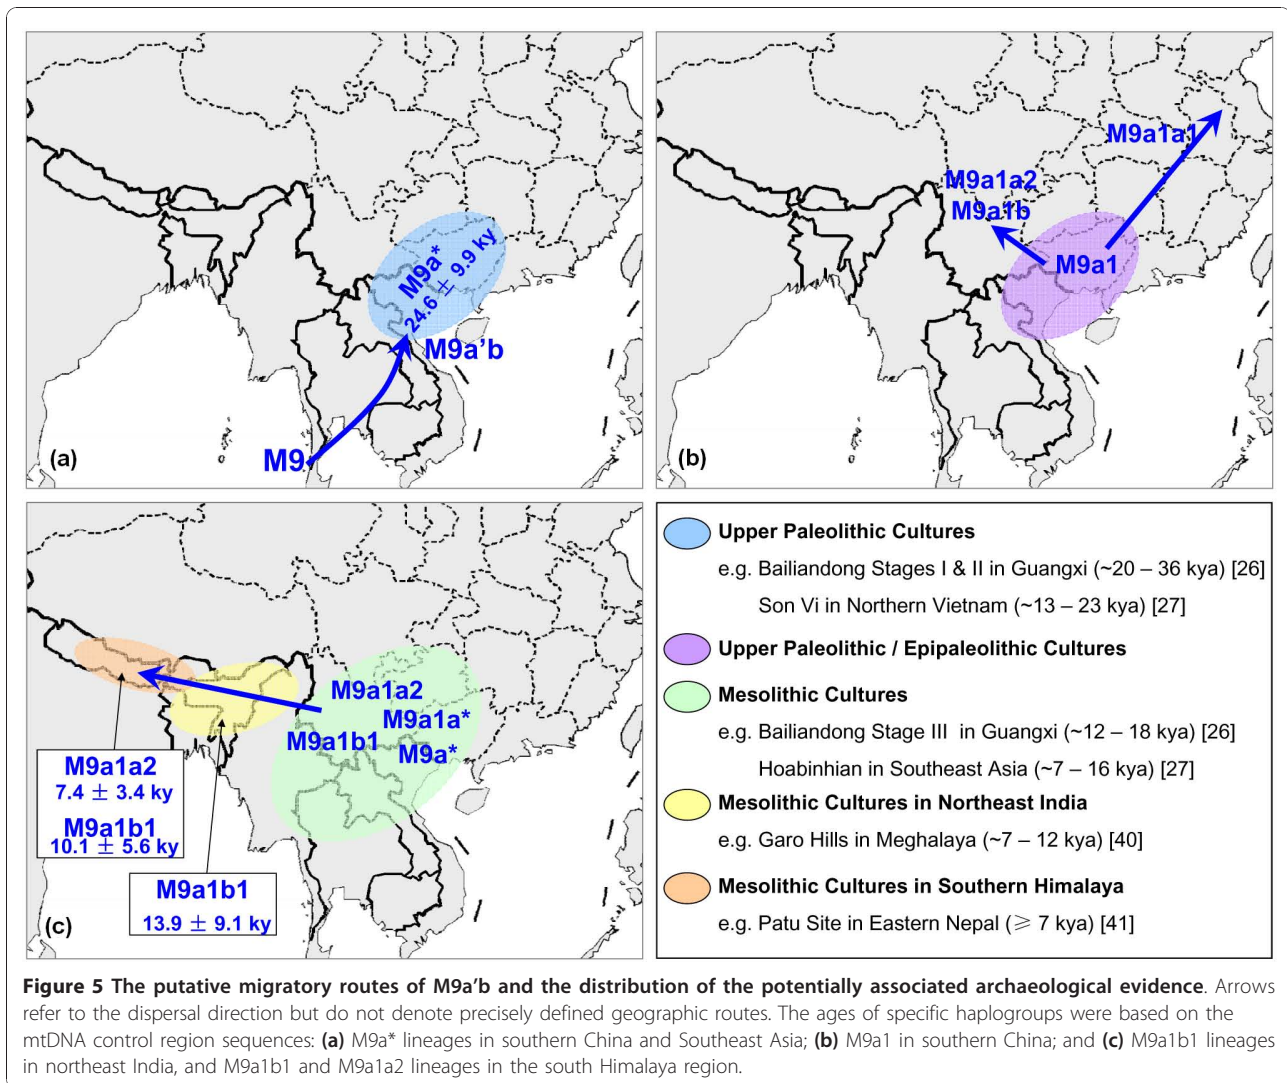 M9a*
24.6 ± 9.9 ky
M9a'b
M9
(a)
M9a1a1
M9a1a2
M9a1b
M9a1
(b)
M9a1a2
M9a1a*
M9a1b1
M9a*
M9a1a2
7.4 ± 3.4 ky
M9a1b1
10.1 ± 5.6 ky
M9a1b1
13.9 ± 9.1 ky
(c)
Upper Paleolithic Cultures
e.g. Bailiandong Stages I & II in Guangxi (~20 – 36 kya) [26]
Son Vi in Northern Vietnam (~13 – 23 kya) [27]
Upper Paleolithic / Epipaleolithic Cultures
Mesolithic Cultures
e.g. Bailiandong Stage III in Guangxi (~12 – 18 kya) [26]
Hoabinhian in Southeast Asia (~7 – 16 kya) [27]
Mesolithic Cultures in Northeast India
e.g. Garo Hills in Meghalaya (~7 – 12 kya) [40]
Mesolithic Cultures in Southern Himalaya
e.g. Patu Site in Eastern Nepal (⩾ 7 kya) [41]
Figure 5 The putative migratory routes of M9a'b and the distribution of the potentially associated archaeological evidence. Arrows
refer to the dispersal direction but do not denote precisely defined geographic routes. The ages of specific haplogroups were based on the
mtDNA control region sequences: (a) M9a* lineages in southern China and Southeast Asia; (b) M9a1 in southern China; and (c) M9a1b1 lineages
in northeast India, and M9a1b1 and M9a1a2 lineages in the south Himalaya region.